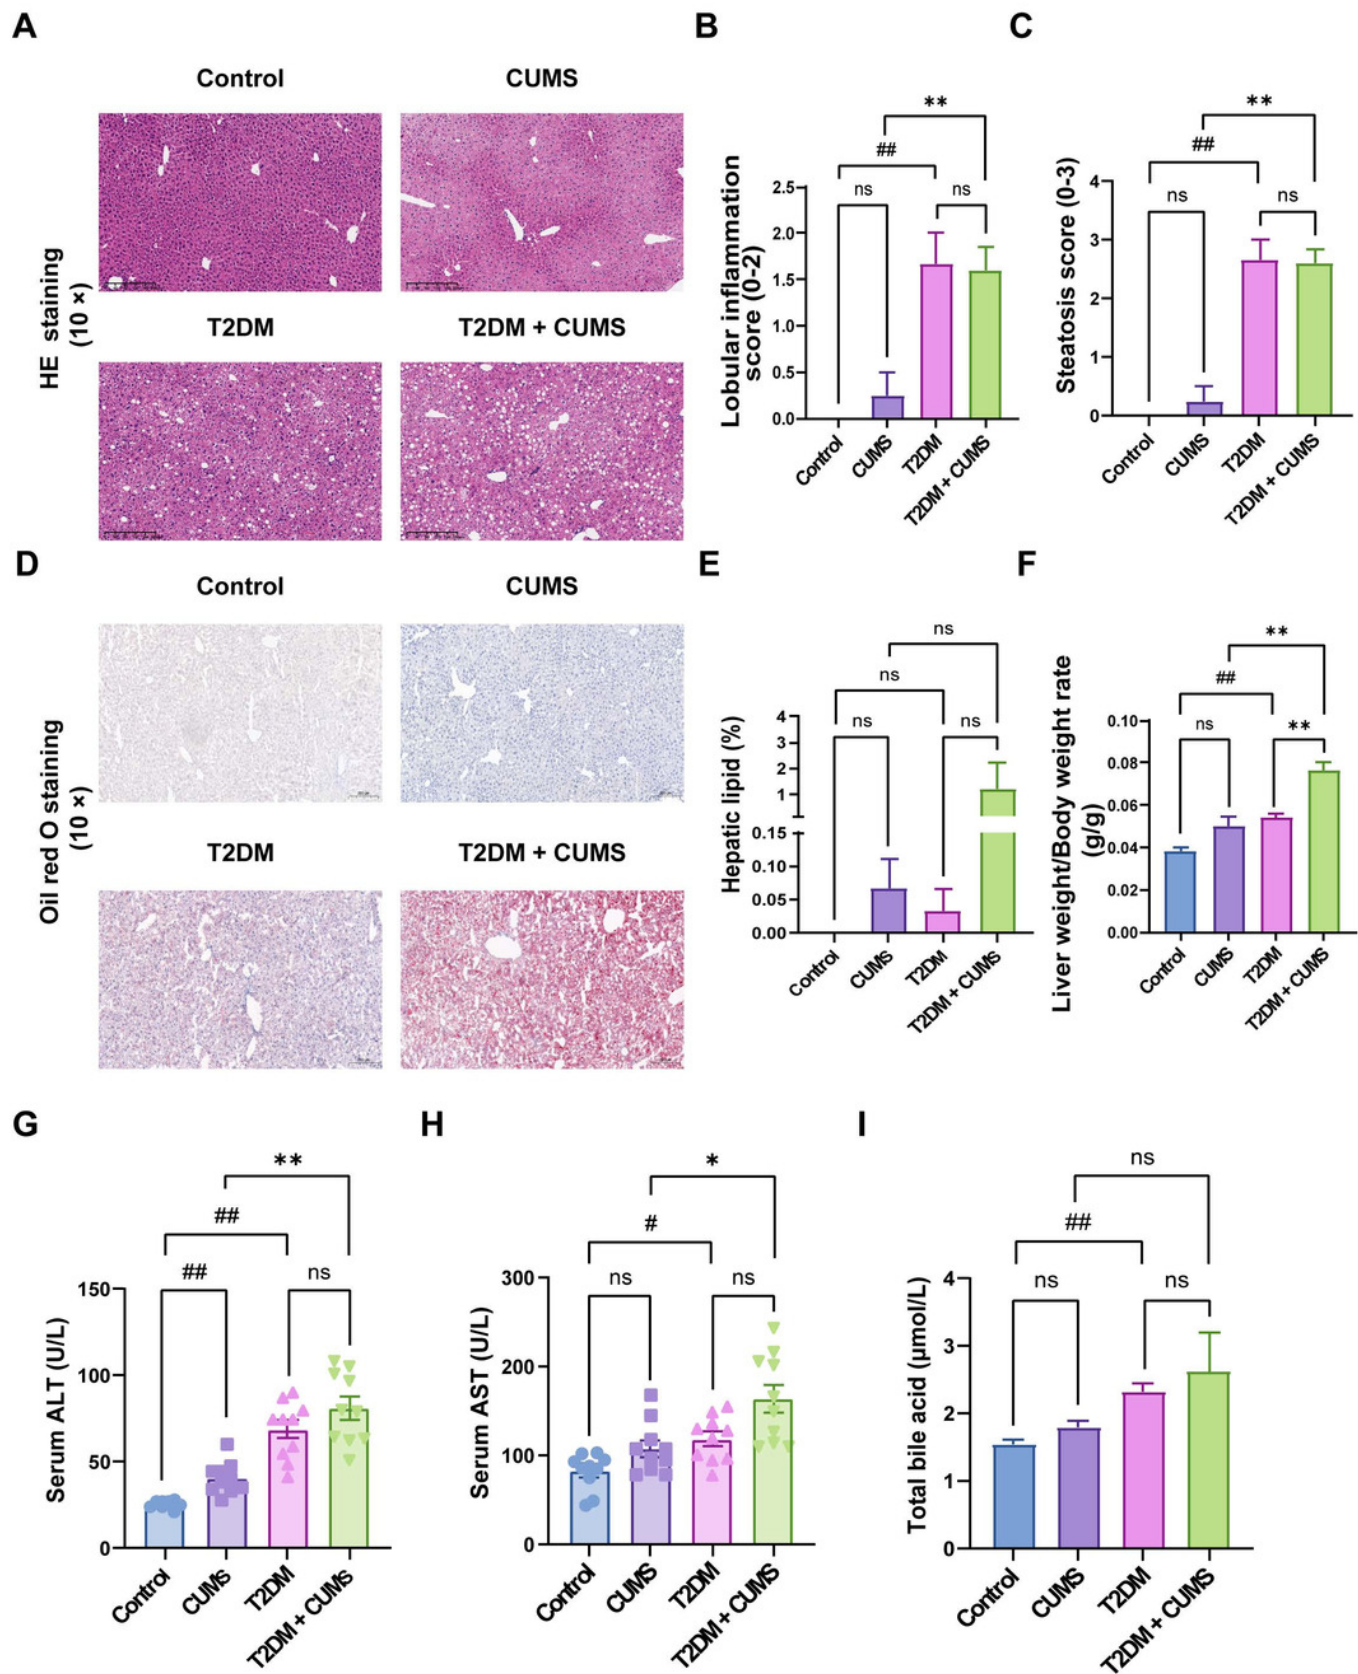 A
Control
CUMS
T2DM
T2DM + CUMS
HE staining
(10 ×)
B
**
##
ns
ns
Lobular inflammation
score (0-2)
2.5
2.0
1.5
1.0
0.5
0.0
Control
CUMS
T2DM
T2DM + CUMS
C
**
##
ns
ns
Steatosis score (0-3)
4
3
2
1
0
Control
CUMS
T2DM
T2DM + CUMS
D
Control
CUMS
T2DM
T2DM + CUMS
Oil red O staining
(10 ×)
E
ns
ns
ns
ns
Hepatic lipid (%)
4
3
2
1
0.15
0.10
0.05
0.00
Control
CUMS
T2DM
T2DM + CUMS
F
**
##
ns
**
Liver weight/Body weight rate
(g/g)
0.10
0.08
0.06
0.04
0.02
0.00
Control
CUMS
T2DM
T2DM + CUMS
G
**
##
##
ns
Serum ALT (U/L)
150
100
50
0
Control
CUMS
T2DM
T2DM + CUMS
H
*
#
ns
ns
Serum AST (U/L)
300
200
100
0
Control
CUMS
T2DM
T2DM + CUMS
I
ns
##
ns
ns
Total bile acid (μmol/L)
4
3
2
1
0
Control
CUMS
T2DM
T2DM + CUMS